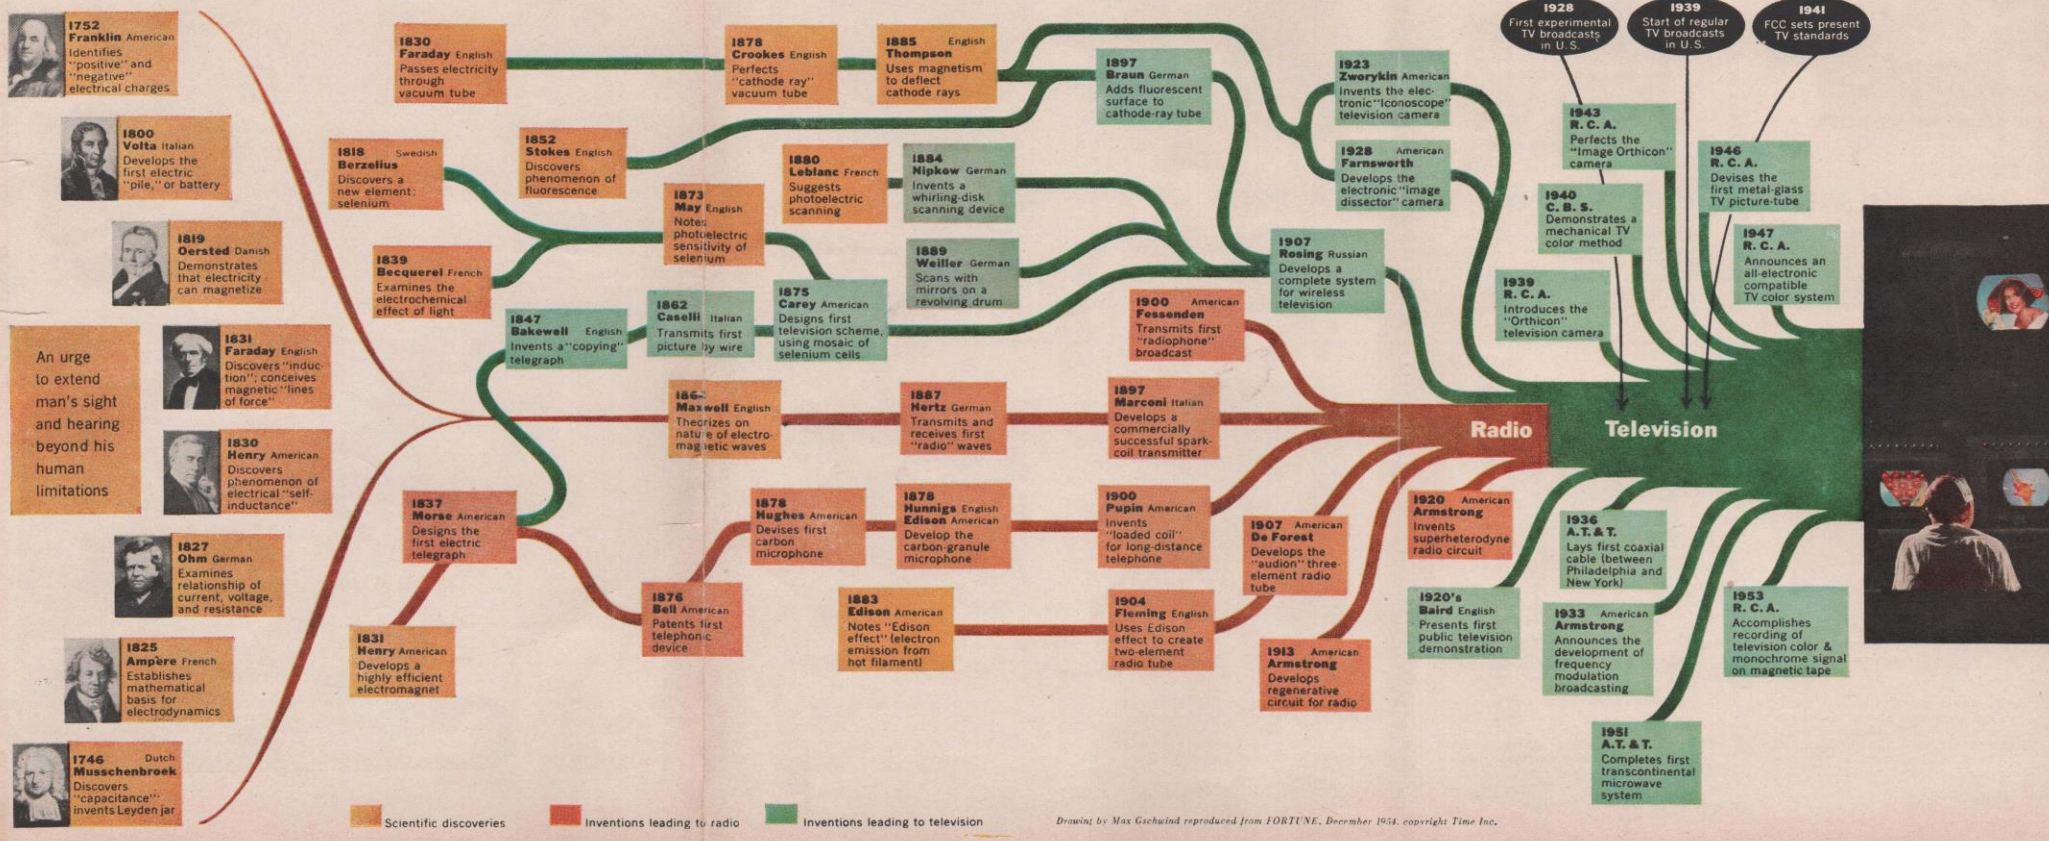 1752
Franklin American
Identifies
"positive" and
"negative"
electrical charges
1800
Volta Italian
Develops the
first electric
"pile," or battery
1819
Oersted Danish
Demonstrates
that electricity
can magnetize
An urge
to extend
man's sight
and hearing
beyond his
human
limitations
1831
Faraday English
Discovers "induc-
tion"; conceives
magnetic "lines
of force"
1830
Henry American
Discovers
phenomenon of
electrical "self-
inductance"
1827
Ohm German
Examines
relationship of
current, voltage,
and resistance
1825
Ampère French
Establishes
mathematical
basis for
electrodynamics
1746 Dutch
Musschenbroek
Discovers
"capacitance"
invents Leyden jar
1830
Faraday English
Passes electricity
through
vacuum tube
1878
Crookes English
Perfects
"cathode ray"
vacuum tube
1885 English
Thompson
Uses magnetism
to deflect
cathode rays
1897
Braun German
Adds fluorescent
surface to
cathode-ray tube
1923
Zworykin American
Invents the elec-
tronic "Iconoscope"
television camera
1928 American
Farnsworth
Develops the
electronic "image
dissector" camera
1818 Swedish
Berzelius
Discovers a
new element:
selenium
1852
Stokes English
Discovers
phenomenon of
fluorescence
1839
Becquerel French
Examines the
electrochemical
effect of light
1873
May English
Notes
photoelectric
sensitivity of
selenium
1880
Leblanc French
Suggests
photoelectric
scanning
1884
Nipkow German
Invents a
whirling-disk
scanning device
1889
Weiller German
Scans with
mirrors on a
revolving drum
1907
Rosing Russian
Develops a
complete system
for wireless
television
1847
Bakewell English
Invents a "copying"
telegraph
1862
Caselli Italian
Transmits first
picture by wire
1875
Carey American
Designs first
television scheme,
using mosaic of
selenium cells
1900 American
Fessenden
Transmits first
"radiophone"
broadcast
Maxwell English
Theorizes on
nature of electro-
magnetic waves
1887
Hertz German
Transmits and
receives first
"radio" waves
1897
Marconi Italian
Develops a
commercially
successful spark-
coil transmitter
1837
Morse American
Designs the
first electric
telegraph
1831
Henry American
Develops a
highly efficient
electromagnet
1876
Bell American
Patents first
telephonic
device
1878
Hughes American
Devises first
carbon
microphone
1878
Hunnigs English
Edison American
Develop the
carbon-granule
microphone
1900
Pupin American
Invents
"loaded coil"
for long-distance
telephone
1883
Edison American
Notes "Edison
effect" (electron
emission from
hot filament)
1904
Fleming English
Uses Edison
effect to create
two-element
radio tube
1907 American
De Forest
Develops the
"audion" three-
element radio
tube
1913 American
Armstrong
Develops
regenerative
circuit for radio
1920 American
Armstrong
Invents
superheterodyne
radio circuit
Radio
Television
1928
First experimental
TV broadcasts
in U.S.
1939
Start of regular
TV broadcasts
in U.S.
1941
FCC sets present
TV standards
1943
R. C. A.
Perfects the
"Image Orthicon"
camera
1940
C. B. S.
Demonstrates a
mechanical TV
color method
1939
R. C. A.
Introduces the
"Orthicon"
television camera
1946
R. C. A.
Devises the
first metal-glass
TV picture-tube
1947
R. C. A.
Announces an
all-electronic
compatible
TV color system
1920's
Baird English
Presents first
public television
demonstration
1936
A. T. & T.
Lays first coaxial
cable (between
Philadelphia and
New York)
1933 American
Armstrong
Announces the
development of
frequency
modulation
broadcasting
1953
R. C. A.
Accomplishes
recording of
television color &
monochrome signal
on magnetic tape
1951
A. T. & T.
Completes first
transcontinental
microwave
system
Scientific discoveries
Inventions leading to radio
Inventions leading to television
Drawing by Max Gschwind reproduced from FORTUNE, December 1954, copyright Time Inc.